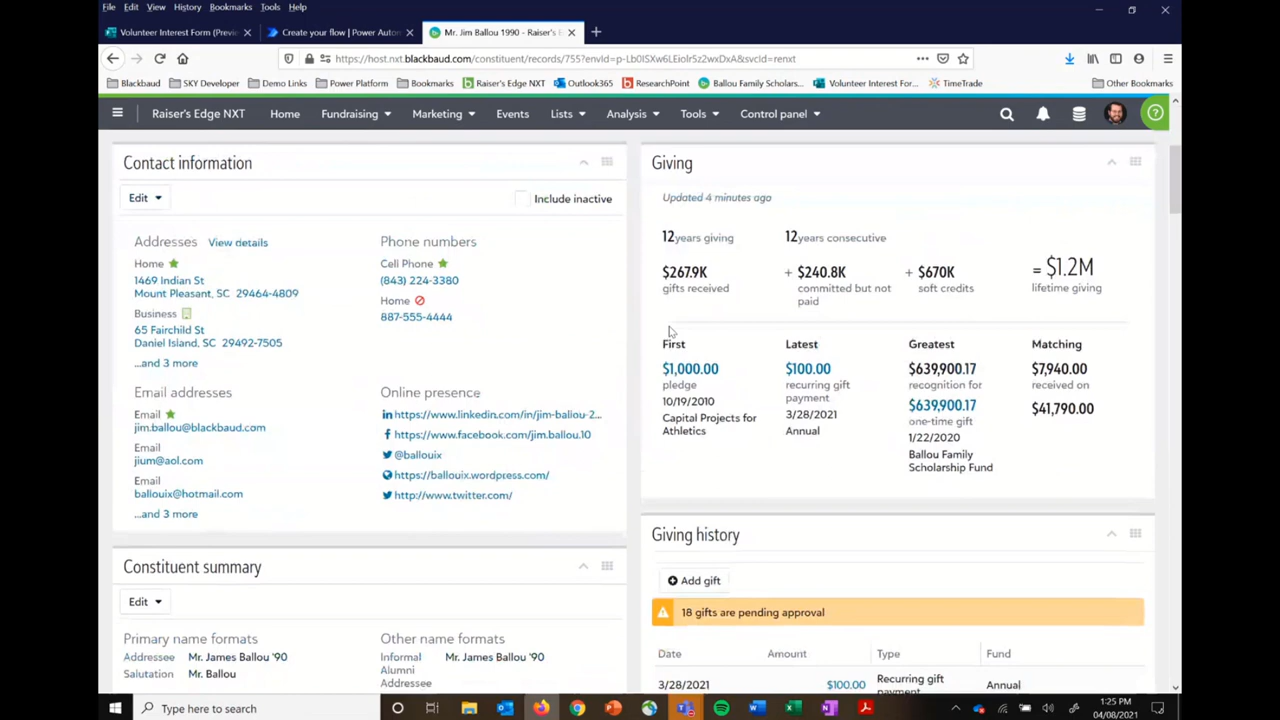 File Edit View History Bookmarks Tools Help
Volunteer Interest Form (Previ
Create your flow | Power Autom
Mr. Jim Ballou 1990 - Raiser's E
https://host.nxt.blackbaud.com/constituent/records/755?envId=p-Lb0ISXw6LEiolr5z2wxDxA&svcId=renxt
Blackbaud SKY Developer Demo Links Power Platform Bookmarks Raiser's Edge NXT Outlook365 ResearchPoint Ballou Family Scholars... Volunteer Interest For... TimeTrade Other Bookmarks
Raiser's Edge NXT Home Fundraising Marketing Events Lists Analysis Tools Control panel
Contact information
Edit
Include inactive
Addresses View details
Home
1469 Indian St
Mount Pleasant, SC 29464-4809
Business
65 Fairchild St
Daniel Island, SC 29492-7505
...and 3 more
Phone numbers
Cell Phone
(843) 224-3380
Home
887-555-4444
Email addresses
Email
jim.ballou@blackbaud.com
Email
jium@aol.com
Email
ballouix@hotmail.com
...and 3 more
Online presence
https://www.linkedin.com/in/jim-ballou-2...
https://www.facebook.com/jim.ballou.10
@ballouix
https://ballouix.wordpress.com/
http://www.twitter.com/
Constituent summary
Edit
Primary name formats
Addressee Mr. James Ballou '90
Salutation Mr. Ballou
Other name formats
Informal Mr. James Ballou '90
Alumni
Addressee
Giving
Updated 4 minutes ago
12 years giving
12 years consecutive
$267.9K
gifts received
+ $240.8K
committed but not
paid
+ $670K
soft credits
= $1.2M
lifetime giving
First
$1,000.00
pledge
10/19/2010
Capital Projects for
Athletics
Latest
$100.00
recurring gift
payment
3/28/2021
Annual
Greatest
$639,900.17
recognition for
$639,900.17
one-time gift
1/22/2020
Ballou Family
Scholarship Fund
Matching
$7,940.00
received on
$41,790.00
Giving history
Add gift
18 gifts are pending approval
Date Amount Type Fund
3/28/2021 $100.00 Recurring gift Annual
payment
Type here to search
1:25 PM
04/08/2021